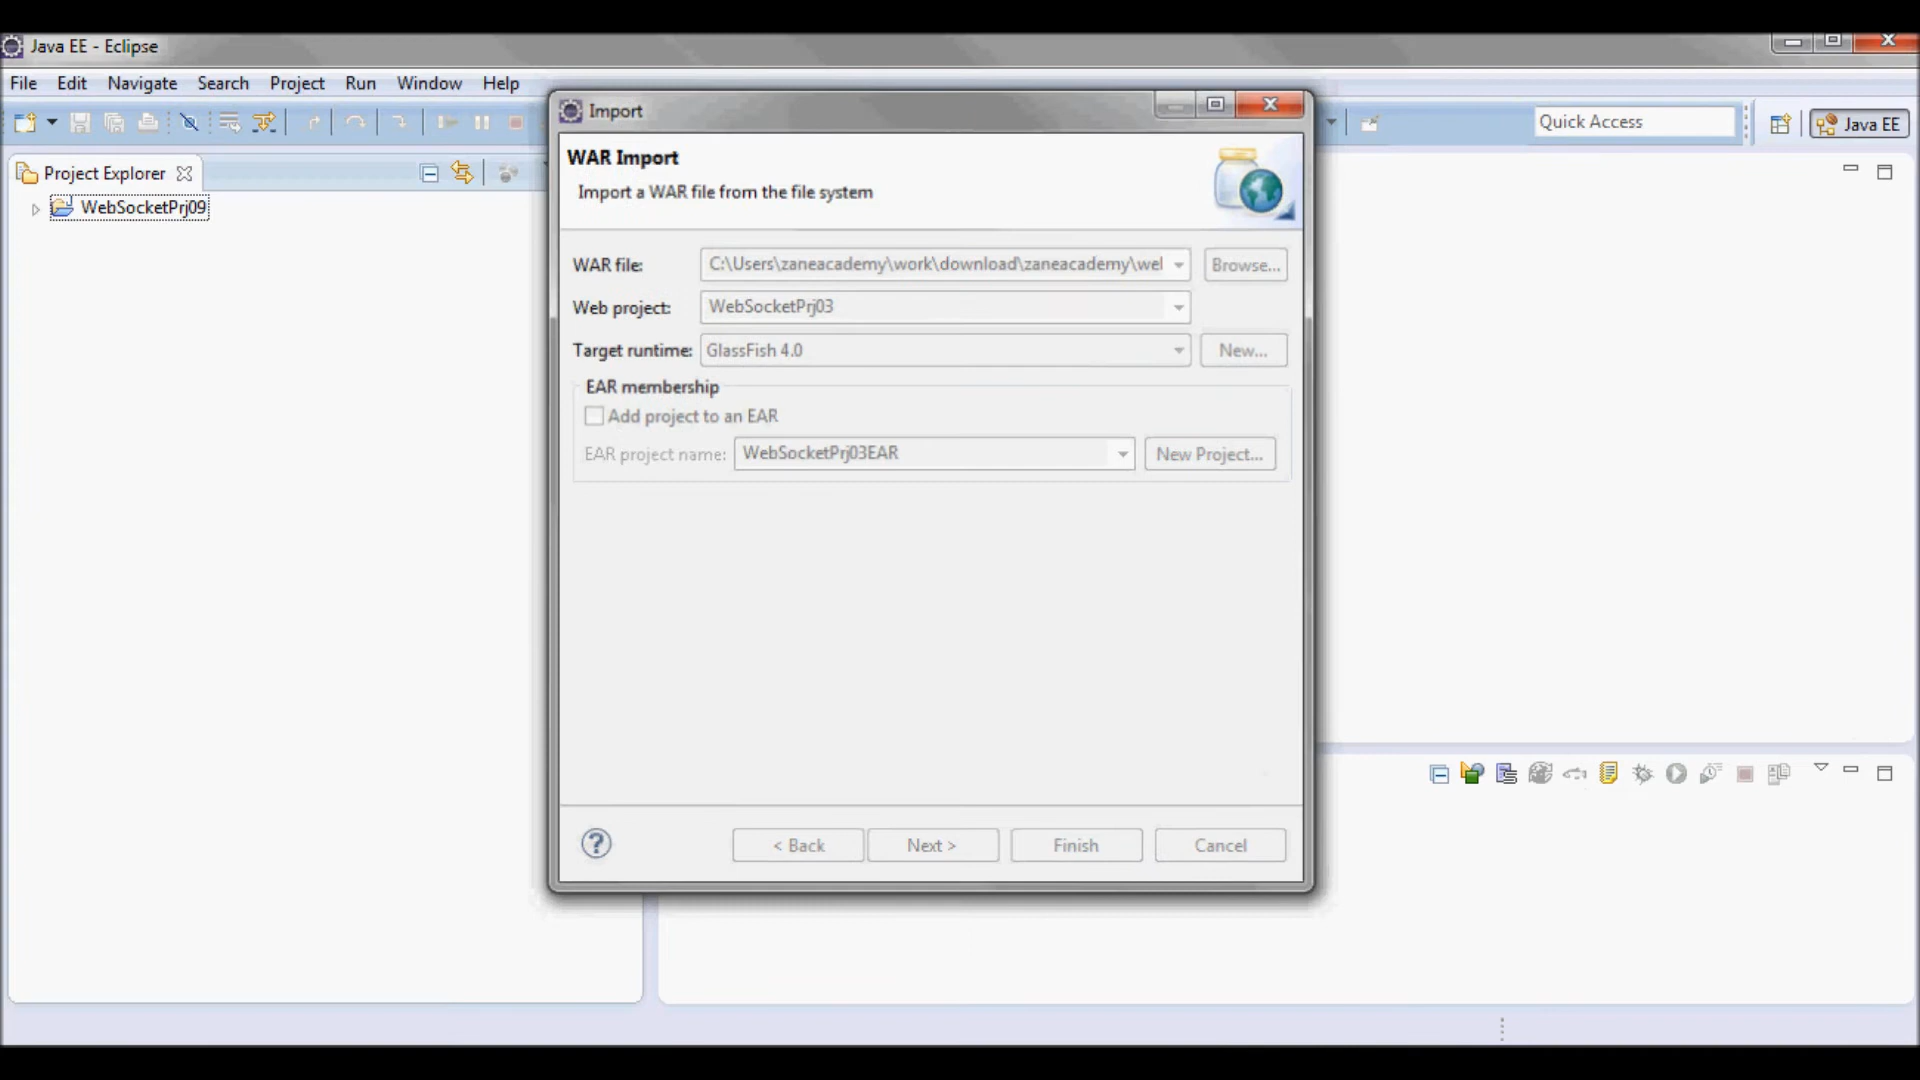 Java EE - Eclipse
File Edit Navigate Search Project Run Window Help
Quick Access
Java EE
Project Explorer
WebSocketPrj09
Import
WAR Import
Import a WAR file from the file system
WAR file: C:\Users\zaneacademy\work\download\zaneacademy\wel Browse...
Web project: WebSocketPrj03
Target runtime: GlassFish 4.0 New...
EAR membership
Add project to an EAR
EAR project name: WebSocketPrj03EAR New Project...
? < Back Next > Finish Cancel